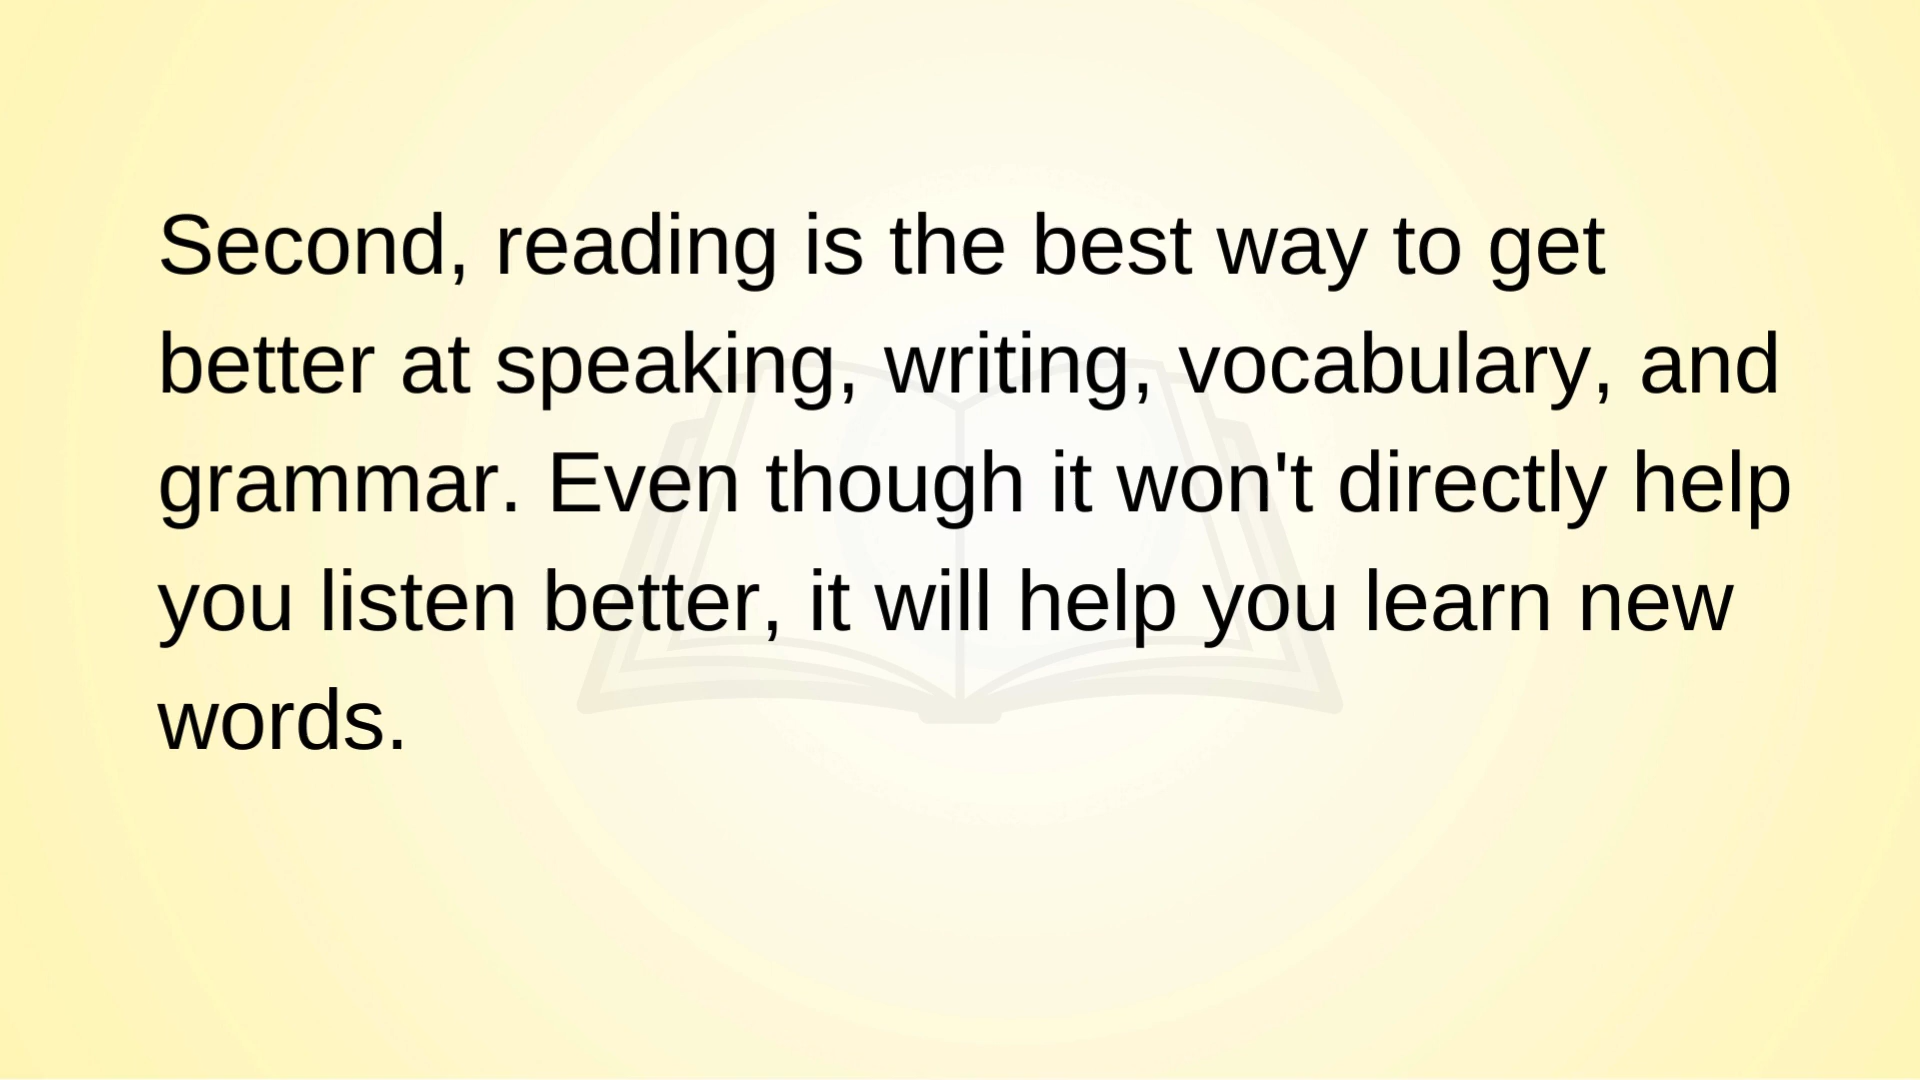 Second, reading is the best way to get
better at speaking, writing, vocabulary, and
grammar. Even though it won't directly help
you listen better, it will help you learn new
words.